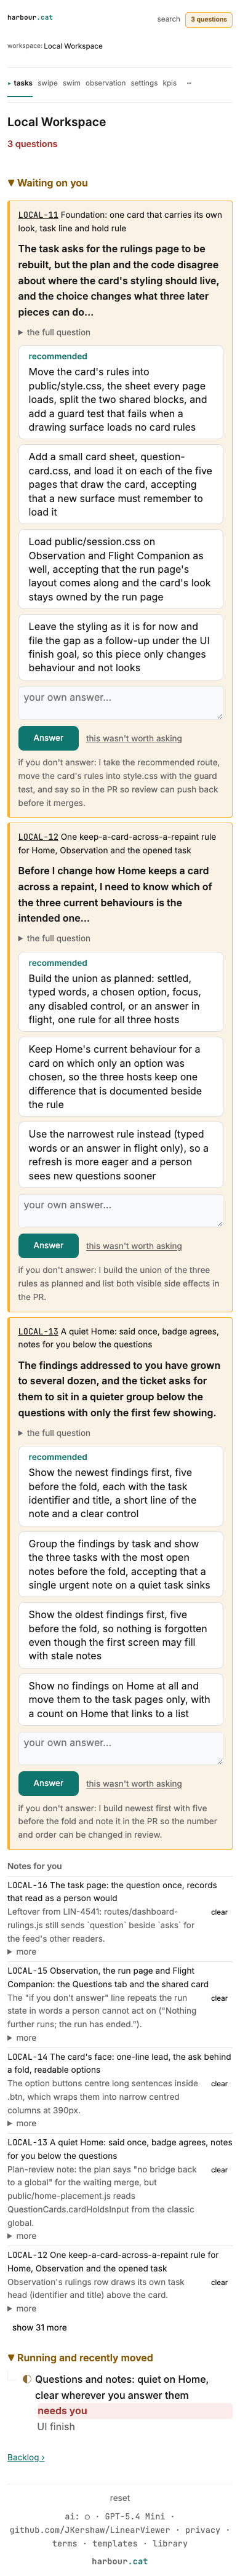 harbour.cat
search
3 questions
workspace: Local Workspace
▸ tasks swipe swim observation settings kpis ⋯
Local Workspace
3 questions
▼ Waiting on you
LOCAL-11 Foundation: one card that carries its own
look, task line and hold rule
The task asks for the rulings page to be
rebuilt, but the plan and the code disagree
about where the card's styling should live,
and the choice changes what three later
pieces can do...
▶ the full question
recommended
Move the card's rules into
public/style.css, the sheet every page
loads, split the two shared blocks, and
add a guard test that fails when a
drawing surface loads no card rules
Add a small card sheet, question-
card.css, and load it on each of the five
pages that draw the card, accepting
that a new surface must remember to
load it
Load public/session.css on
Observation and Flight Companion as
well, accepting that the run page's
layout comes along and the card's look
stays owned by the run page
Leave the styling as it is for now and
file the gap as a follow-up under the UI
finish goal, so this piece only changes
behaviour and not looks
your own answer...
Answer
this wasn't worth asking
if you don't answer: I take the recommended route,
move the card's rules into style.css with the guard
test, and say so in the PR so review can push back
before it merges.
LOCAL-12 One keep-a-card-across-a-repaint rule
for Home, Observation and the opened task
Before I change how Home keeps a card
across a repaint, I need to know which of
the three current behaviours is the
intended one...
▶ the full question
recommended
Build the union as planned: settled,
typed words, a chosen option, focus,
any disabled control, or an answer in
flight, one rule for all three hosts
Keep Home's current behaviour for a
card on which only an option was
chosen, so the three hosts keep one
difference that is documented beside
the rule
Use the narrowest rule instead (typed
words or an answer in flight only), so a
refresh is more eager and a person
sees new questions sooner
your own answer...
Answer
this wasn't worth asking
if you don't answer: I build the union of the three
rules as planned and list both visible side effects in
the PR.
LOCAL-13 A quiet Home: said once, badge agrees,
notes for you below the questions
The findings addressed to you have grown
to several dozen, and the ticket asks for
them to sit in a quieter group below the
questions with only the first few showing.
▶ the full question
recommended
Show the newest findings first, five
before the fold, each with the task
identifier and title, a short line of the
note and a clear control
Group the findings by task and show
the three tasks with the most open
notes before the fold, accepting that a
single urgent note on a quiet task sinks
Show the oldest findings first, five
before the fold, so nothing is forgotten
even though the first screen may fill
with stale notes
Show no findings on Home at all and
move them to the task pages only, with
a count on Home that links to a list
your own answer...
Answer
this wasn't worth asking
if you don't answer: I build newest first with five
before the fold and note it in the PR so the number
and order can be changed in review.
Notes for you
LOCAL-16 The task page: the question once, records
that read as a person would
Leftover from LIN-4541: routes/dashboard-
rulings.js still sends `question` beside `asks` for
the feed's other readers.
clear
▶ more
LOCAL-15 Observation, the run page and Flight
Companion: the Questions tab and the shared card
The "if you don't answer" line repeats the run
state in words a person cannot act on ("Nothing
further runs; the run has ended.").
clear
▶ more
LOCAL-14 The card's face: one-line lead, the ask behind
a fold, readable options
The option buttons centre long sentences inside
.btn, which wraps them into narrow centred
columns at 390px.
clear
▶ more
LOCAL-13 A quiet Home: said once, badge agrees, notes
for you below the questions
Plan-review note: the plan says "no bridge back
to a global" for the waiting merge, but
public/home-placement.js reads
QuestionCards.cardHoldsInput from the classic
global.
clear
▶ more
LOCAL-12 One keep-a-card-across-a-repaint rule for
Home, Observation and the opened task
Observation's rulings row draws its own task
head (identifier and title) above the card.
clear
▶ more
show 31 more
▼ Running and recently moved
Questions and notes: quiet on Home,
clear wherever you answer them
needs you
UI finish
Backlog ›
reset
ai: ○ · GPT-5.4 Mini ·
github.com/JKershaw/LinearViewer · privacy ·
terms · templates · library
harbour.cat